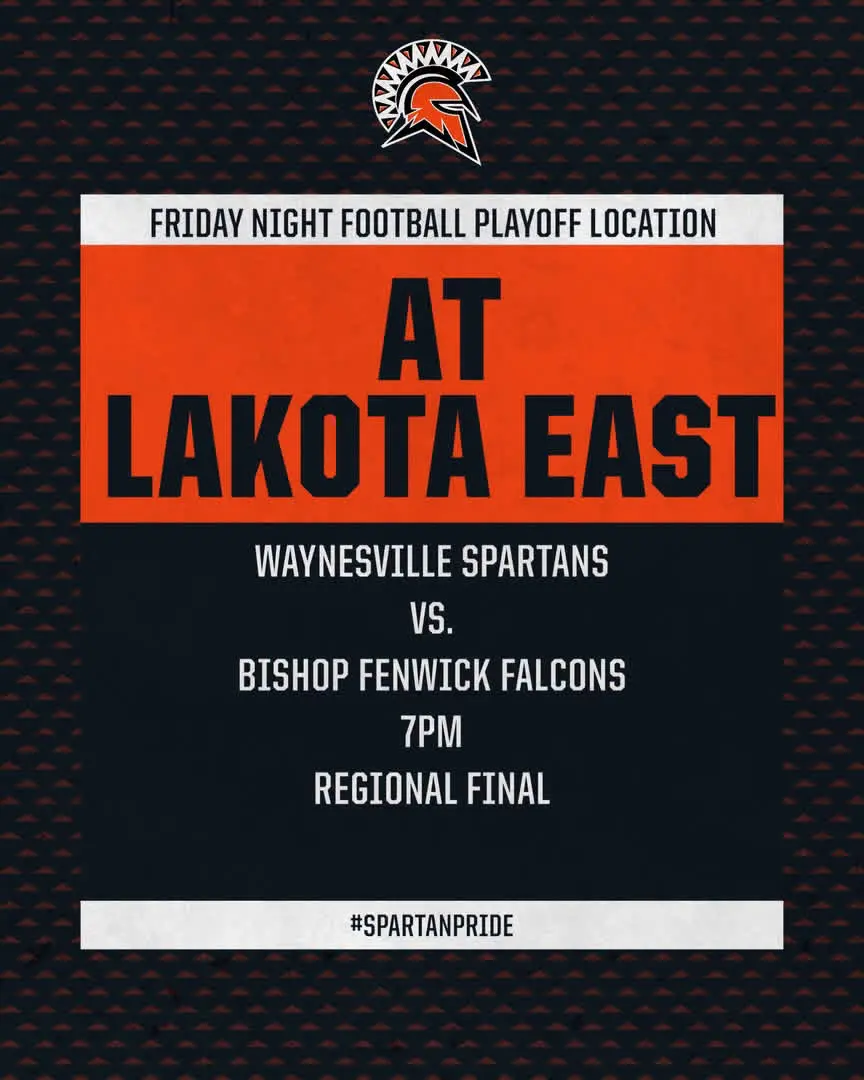 FRIDAY NIGHT FOOTBALL PLAYOFF LOCATION
AT
LAKOTA EAST
WAYNESVILLE SPARTANS
VS.
BISHOP FENWICK FALCONS
7PM
REGIONAL FINAL
#SPARTANPRIDE